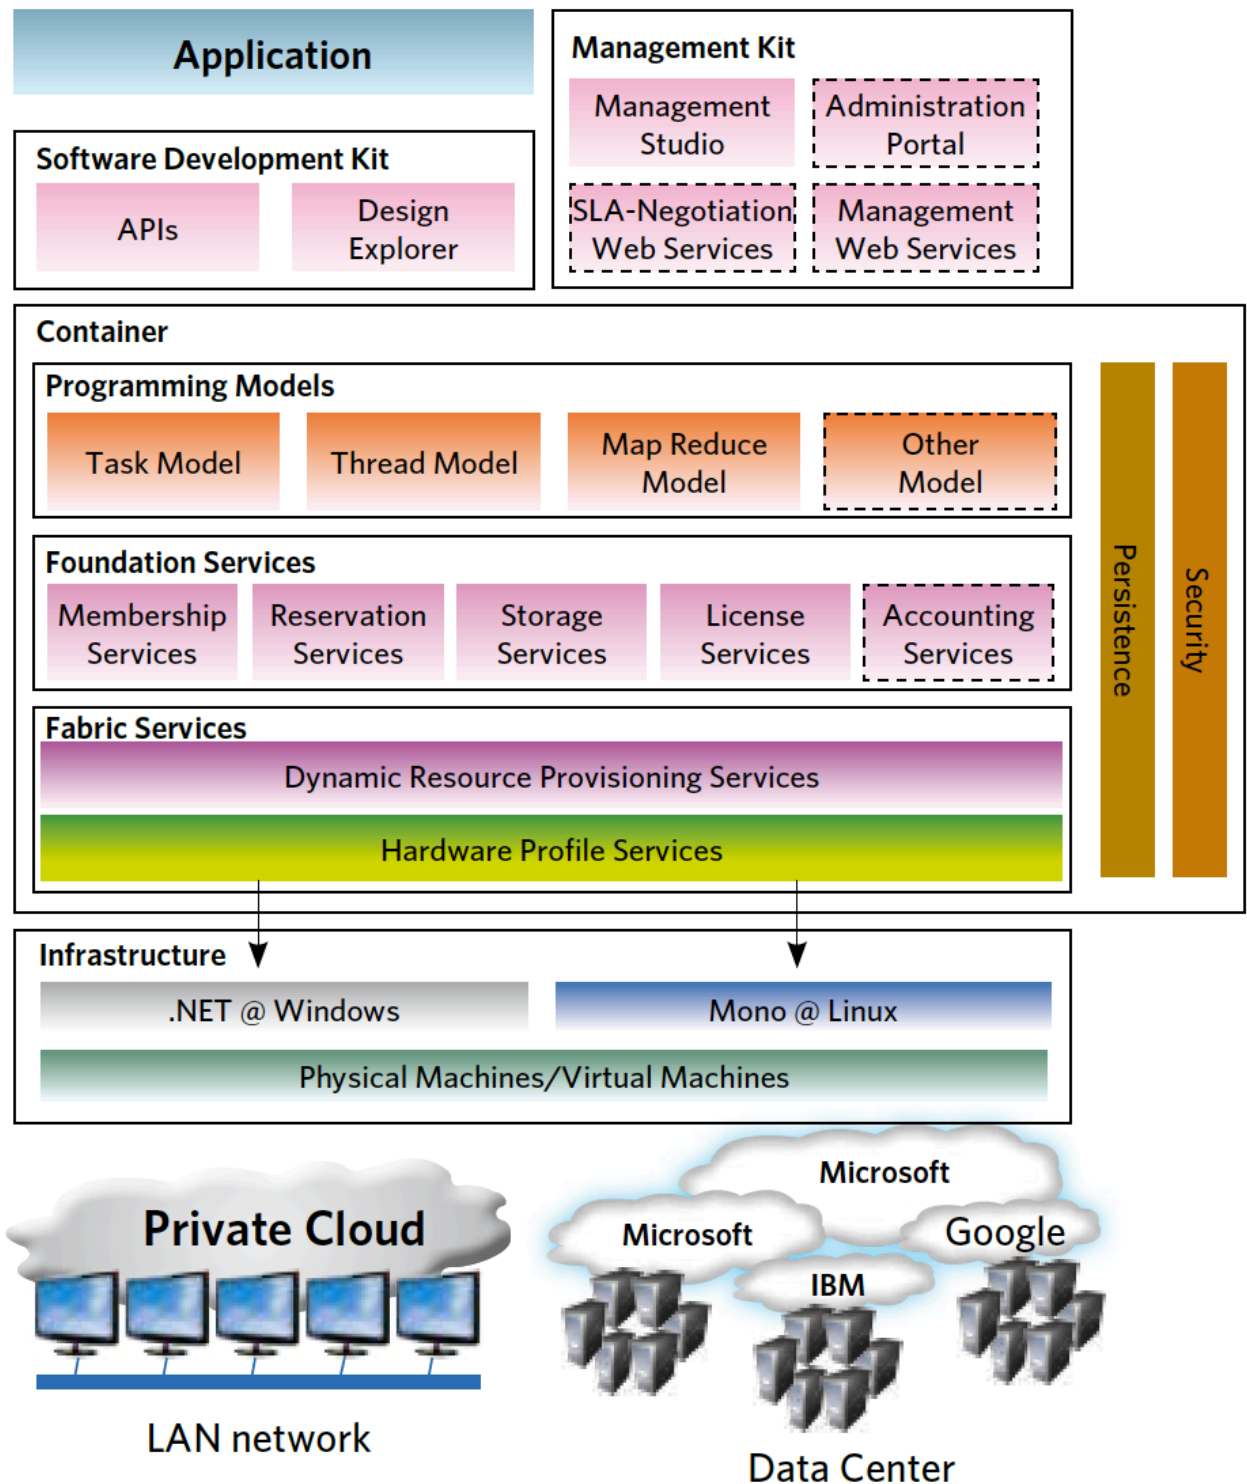 Application
Management Kit
Management
Studio
Administration
Portal
SLA-Negotiation
Web Services
Management
Web Services
Software Development Kit
APIs
Design
Explorer
Container
Programming Models
Task Model
Thread Model
Map Reduce
Model
Other
Model
Foundation Services
Membership
Services
Reservation
Services
Storage
Services
License
Services
Accounting
Services
Fabric Services
Dynamic Resource Provisioning Services
Hardware Profile Services
Persistence
Security
Infrastructure
.NET @ Windows
Mono @ Linux
Physical Machines/Virtual Machines
Private Cloud
LAN network
Microsoft
Microsoft
Google
IBM
Data Center